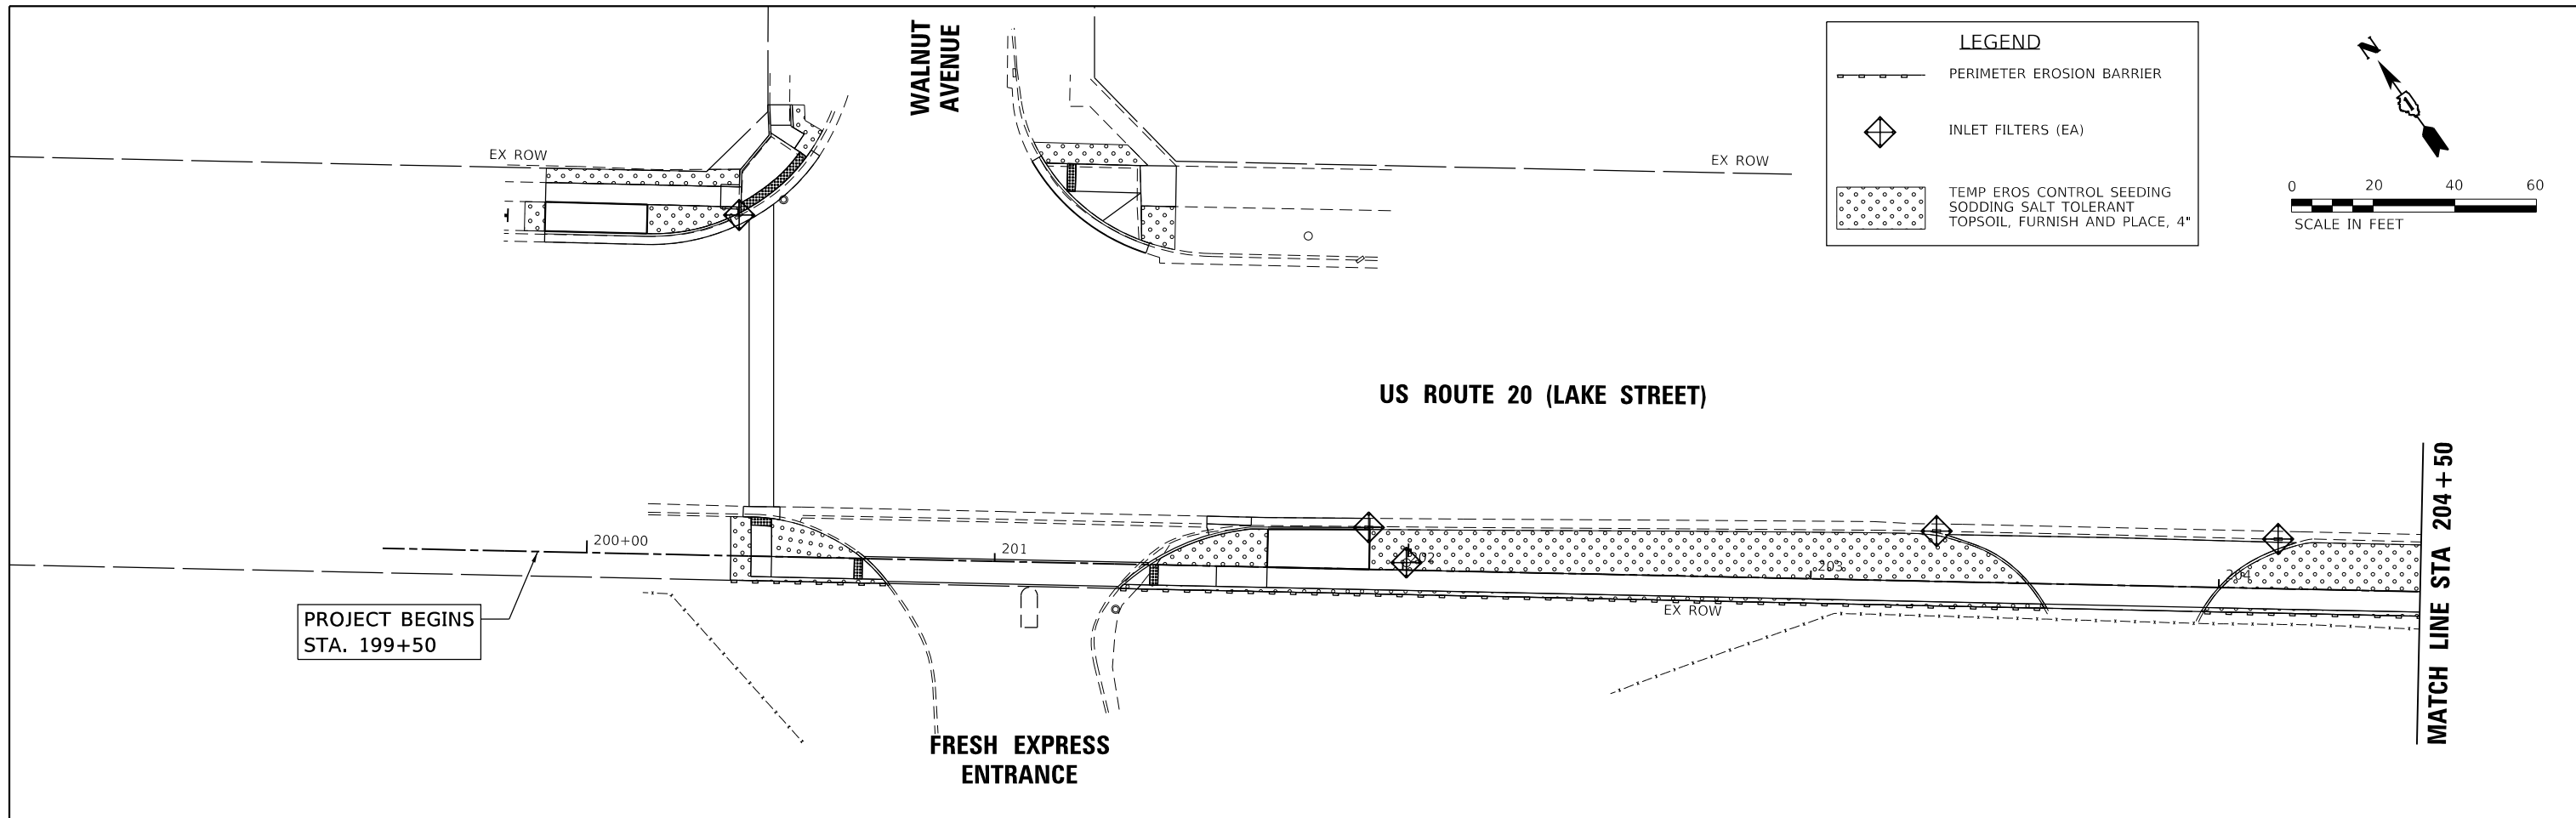 WALNUT
AVENUE
LEGEND
PERIMETER EROSION BARRIER
INLET FILTERS (EA)
TEMP EROS CONTROL SEEDING
SODDING SALT TOLERANT
TOPSOIL, FURNISH AND PLACE, 4"
N
0 20 40 60
SCALE IN FEET
EX ROW
EX ROW
US ROUTE 20 (LAKE STREET)
200+00
201
202
203
204
EX ROW
PROJECT BEGINS
STA. 199+50
FRESH EXPRESS
ENTRANCE
MATCH LINE STA 204+50